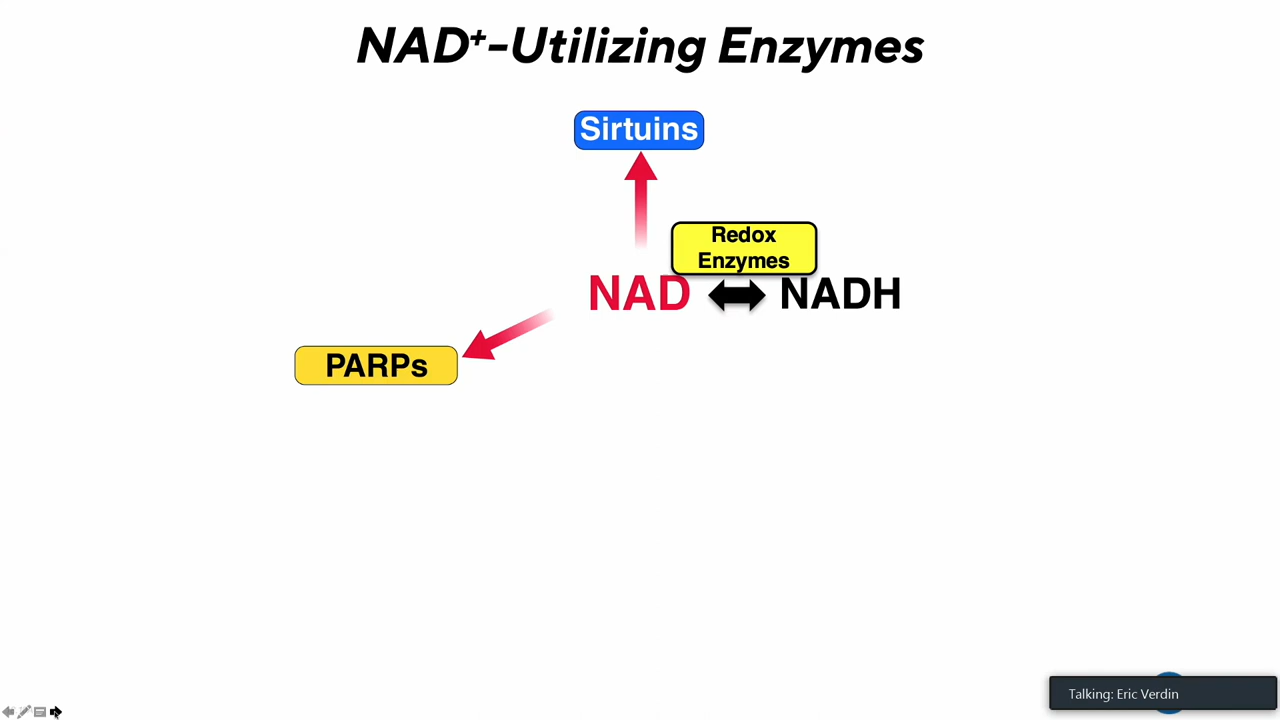 NAD⁺-Utilizing Enzymes
Sirtuins
Redox
Enzymes
NAD
NADH
PARPs
Talking: Eric Verdin